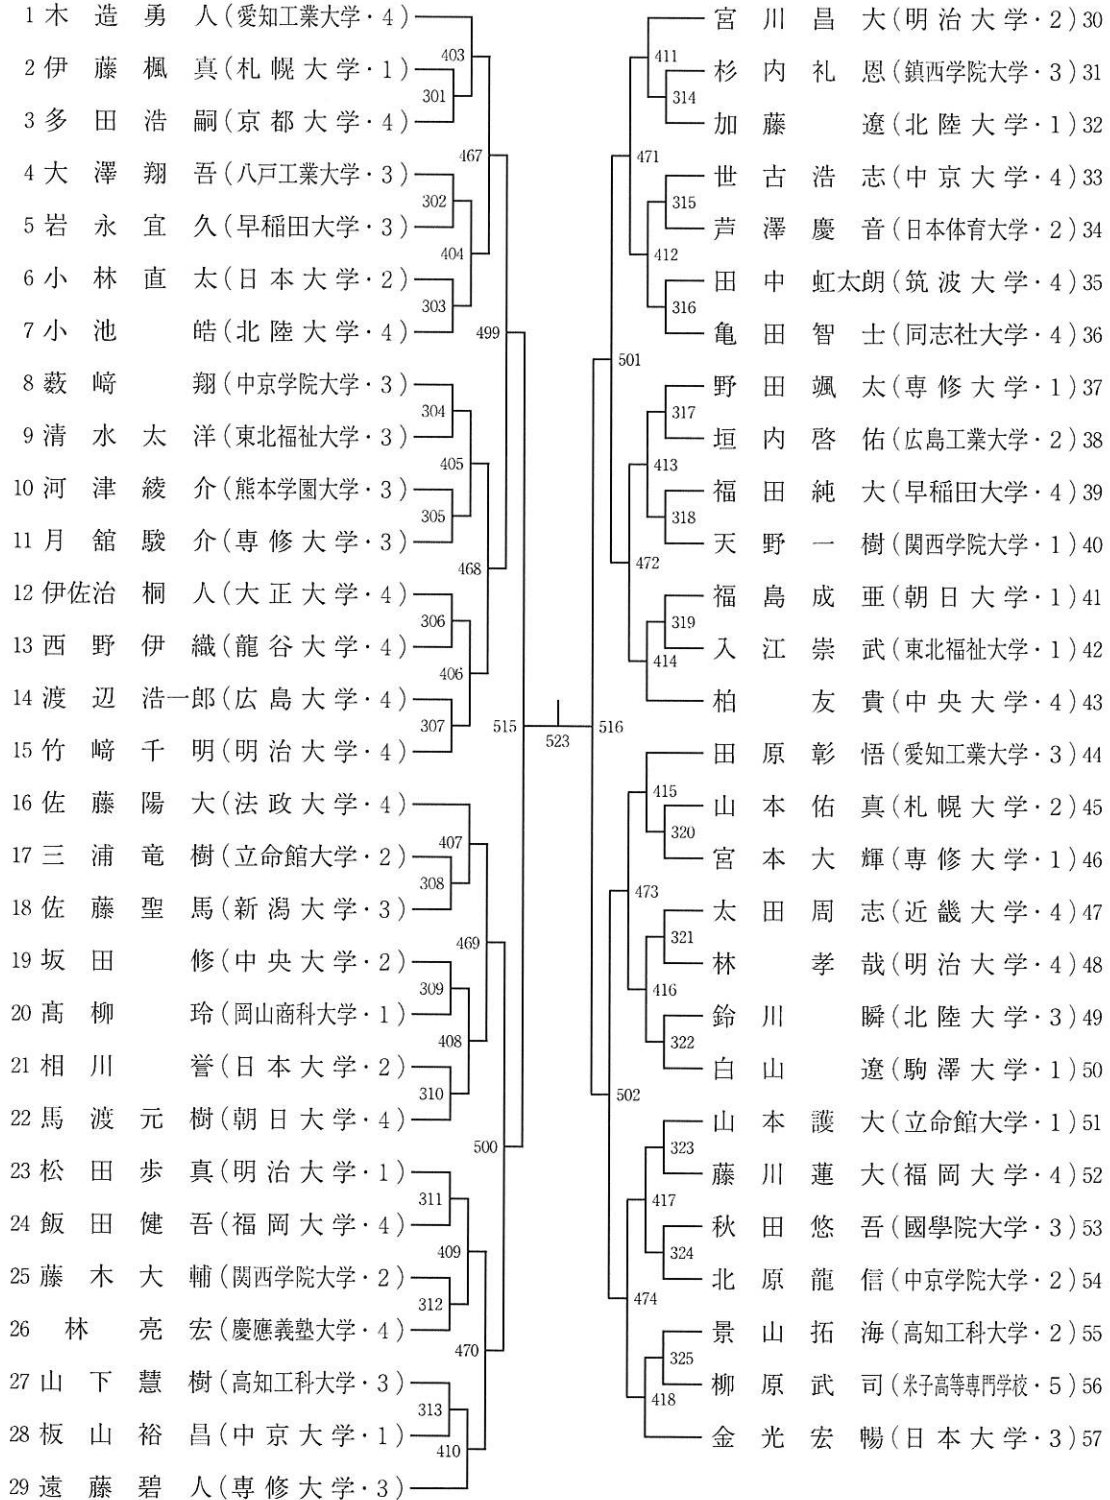 1 木造勇人(愛知工業大学・4)
2 伊藤楓真(札幌大学・1)
3 多田浩嗣(京都大学・4)
4 大澤翔吾(八戸工業大学・3)
5 岩永宜久(早稲田大学・3)
6 小林直太(日本大学・2)
7 小池皓(北陸大学・4)
8 薮﨑翔(中京学院大学・3)
9 清水太洋(東北福祉大学・3)
10 河津綾介(熊本学園大学・3)
11 月舘駿介(専修大学・3)
12 伊佐治桐人(大正大学・4)
13 西野伊織(龍谷大学・4)
14 渡辺浩一郎(広島大学・4)
15 竹﨑千明(明治大学・4)
16 佐藤陽大(法政大学・4)
17 三浦竜樹(立命館大学・2)
18 佐藤聖馬(新潟大学・3)
19 坂田修(中央大学・2)
20 髙柳玲(岡山商科大学・1)
21 相川誉(日本大学・2)
22 馬渡元樹(朝日大学・4)
23 松田歩真(明治大学・1)
24 飯田健吾(福岡大学・4)
25 藤木大輔(関西学院大学・2)
26 林亮宏(慶應義塾大学・4)
27 山下慧樹(高知工科大学・3)
28 板山裕昌(中京大学・1)
29 遠藤碧人(専修大学・3)
403
301
467
302
404
303
499
304
405
305
468
306
406
307
515
407
308
469
309
408
310
500
311
409
312
470
313
410
523
411
314
471
315
412
316
501
317
413
318
472
319
414
516
415
320
473
321
416
322
502
323
417
324
474
325
418
宮川昌大(明治大学・2)30
杉内礼恩(鎮西学院大学・3)31
加藤遼(北陸大学・1)32
世古浩志(中京大学・4)33
芦澤慶音(日本体育大学・2)34
田中虹太朗(筑波大学・4)35
亀田智士(同志社大学・4)36
野田颯太(専修大学・1)37
垣内啓佑(広島工業大学・2)38
福田純大(早稲田大学・4)39
天野一樹(関西学院大学・1)40
福島成亜(朝日大学・1)41
入江崇武(東北福祉大学・1)42
柏友貴(中央大学・4)43
田原彰悟(愛知工業大学・3)44
山本佑真(札幌大学・2)45
宮本大輝(専修大学・1)46
太田周志(近畿大学・4)47
林孝哉(明治大学・4)48
鈴川瞬(北陸大学・3)49
白山遼(駒澤大学・1)50
山本護大(立命館大学・1)51
藤川蓮大(福岡大学・4)52
秋田悠吾(國學院大学・3)53
北原龍信(中京学院大学・2)54
景山拓海(高知工科大学・2)55
柳原武司(米子高等専門学校・5)56
金光宏暢(日本大学・3)57